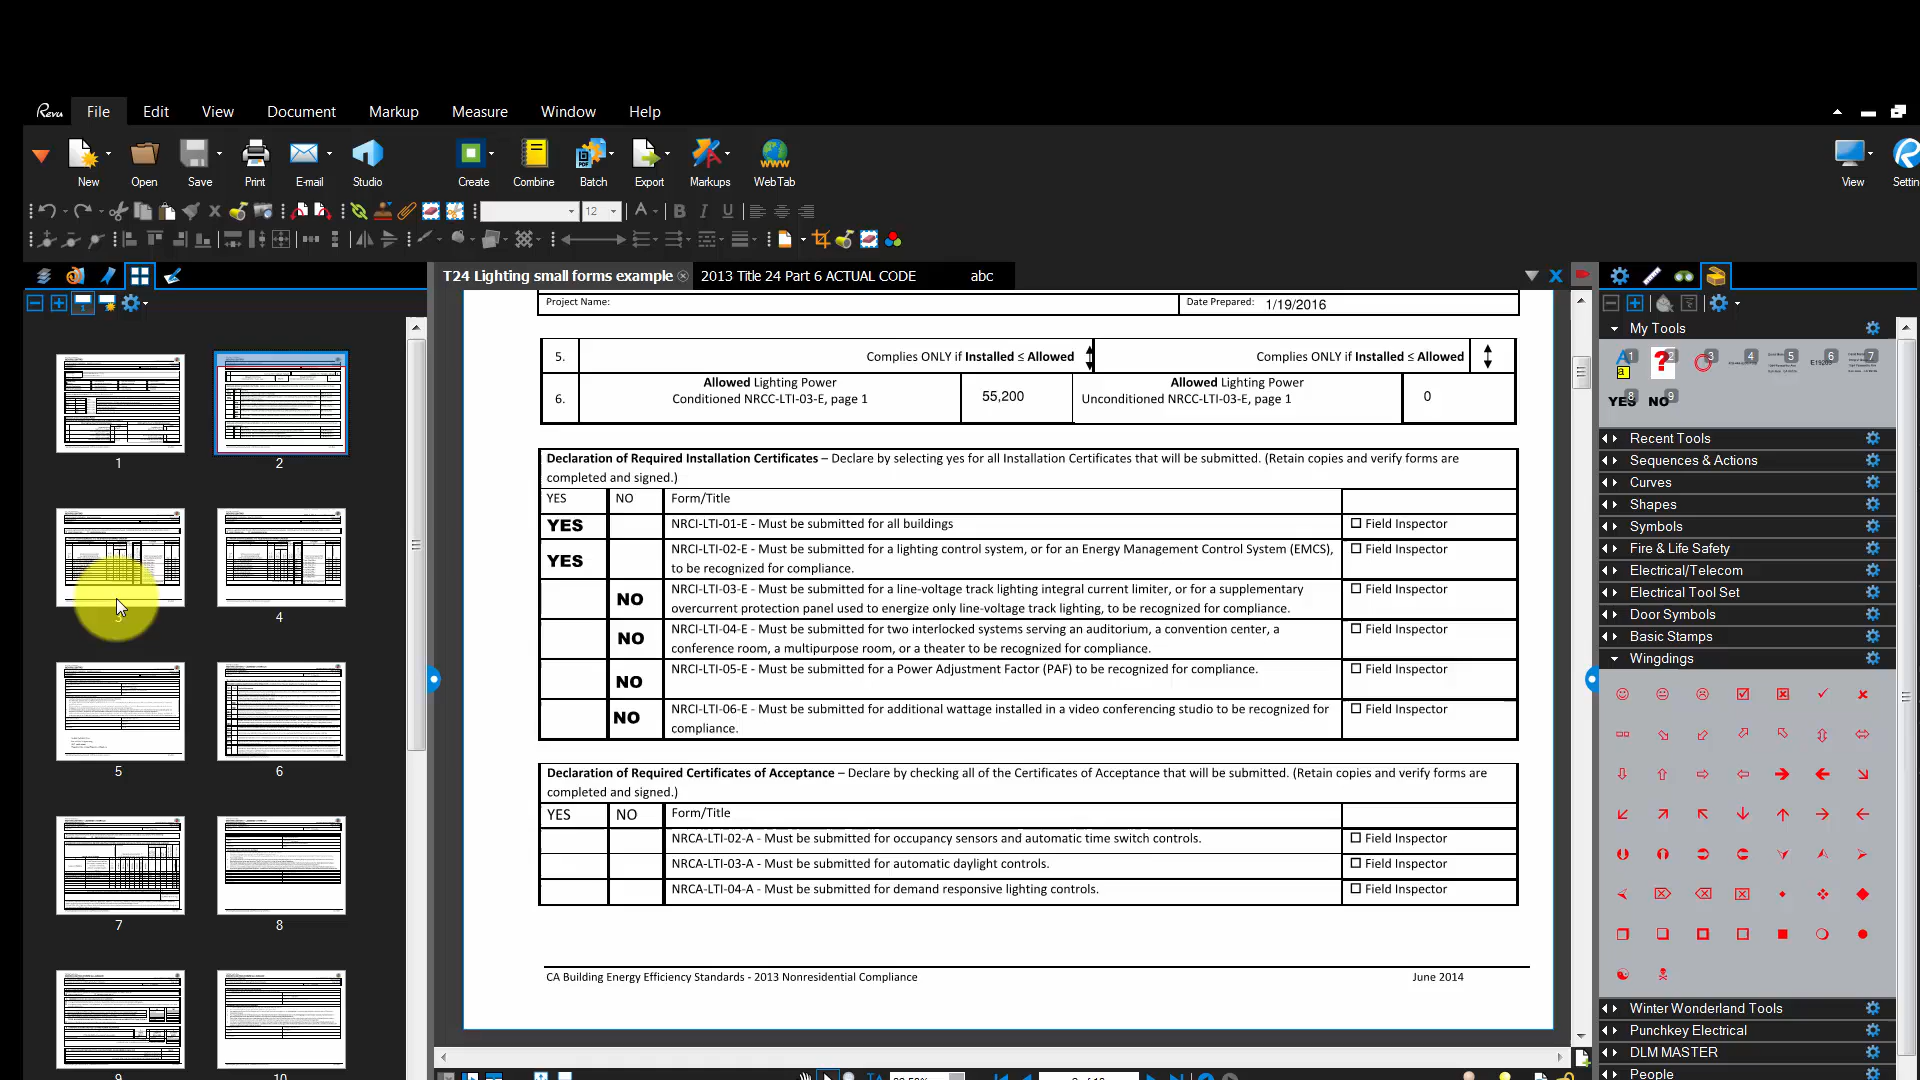 Revu File Edit View Document Markup Measure Window Help
New Open Save Print E-mail Studio Create Combine Batch Export Markups WebTab View
12 A B I U
T24 Lighting small forms example 2013 Title 24 Part 6 ACTUAL CODE abc
Project Name: Date Prepared: 1/19/2016
5. Complies ONLY if Installed ≤ Allowed Complies ONLY if Installed ≤ Allowed
6. Allowed Lighting Power
Conditioned NRCC-LTI-03-E, page 1
55,200
Allowed Lighting Power
Unconditioned NRCC-LTI-03-E, page 1
0
Declaration of Required Installation Certificates – Declare by selecting yes for all Installation Certificates that will be submitted. (Retain copies and verify forms are
completed and signed.)
YES NO Form/Title
YES NRCI-LTI-01-E - Must be submitted for all buildings ☐ Field Inspector
YES NRCI-LTI-02-E - Must be submitted for a lighting control system, or for an Energy Management Control System (EMCS),
to be recognized for compliance.
☐ Field Inspector
NO NRCI-LTI-03-E - Must be submitted for a line-voltage track lighting integral current limiter, or for a supplementary
overcurrent protection panel used to energize only line-voltage track lighting, to be recognized for compliance.
☐ Field Inspector
NO NRCI-LTI-04-E - Must be submitted for two interlocked systems serving an auditorium, a convention center, a
conference room, a multipurpose room, or a theater to be recognized for compliance.
☐ Field Inspector
NO NRCI-LTI-05-E - Must be submitted for a Power Adjustment Factor (PAF) to be recognized for compliance. ☐ Field Inspector
NO NRCI-LTI-06-E - Must be submitted for additional wattage installed in a video conferencing studio to be recognized for
compliance.
☐ Field Inspector
Declaration of Required Certificates of Acceptance – Declare by checking all of the Certificates of Acceptance that will be submitted. (Retain copies and verify forms are
completed and signed.)
YES NO Form/Title
NRCA-LTI-02-A - Must be submitted for occupancy sensors and automatic time switch controls. ☐ Field Inspector
NRCA-LTI-03-A - Must be submitted for automatic daylight controls. ☐ Field Inspector
NRCA-LTI-04-A - Must be submitted for demand responsive lighting controls. ☐ Field Inspector
CA Building Energy Efficiency Standards - 2013 Nonresidential Compliance June 2014
1 2
3 4
5 6
7 8
9 10
My Tools
1 2 3 4 5 6 7
YES 8 NO 9
Recent Tools
Sequences & Actions
Curves
Shapes
Symbols
Fire & Life Safety
Electrical/Telecom
Electrical Tool Set
Door Symbols
Basic Stamps
Wingdings
Winter Wonderland Tools
Punchkey Electrical
DLM MASTER
People